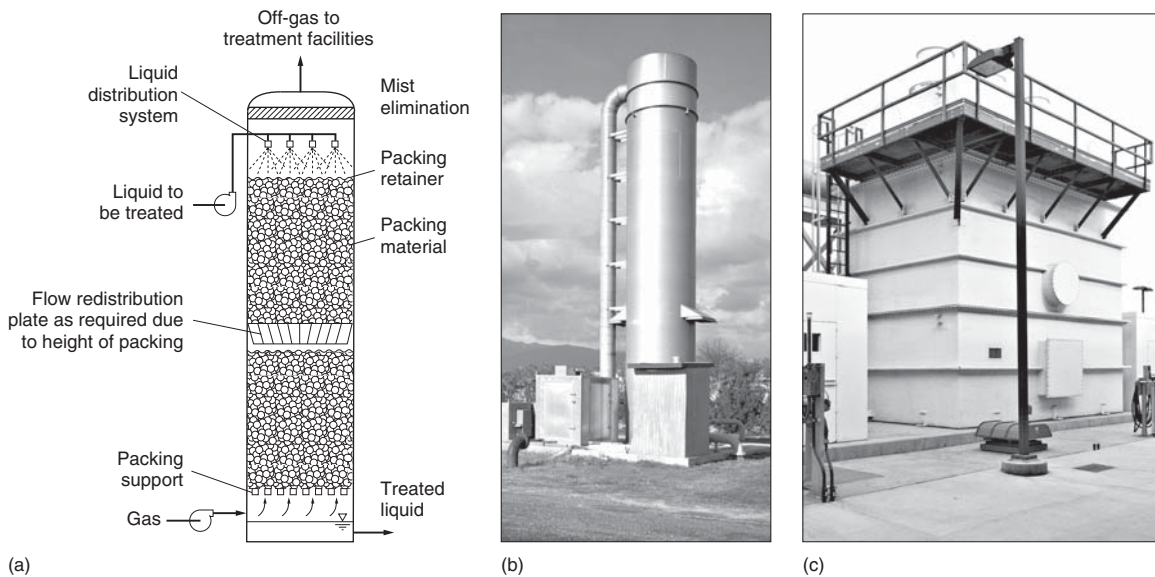 Off-gas to
treatment facilities
Liquid
distribution
system
Mist
elimination
Packing
retainer
Liquid to
be treated
Packing
material
Flow redistribution
plate as required due
to height of packing
Packing
support
Gas
Treated
liquid
(a)
(b)
(c)